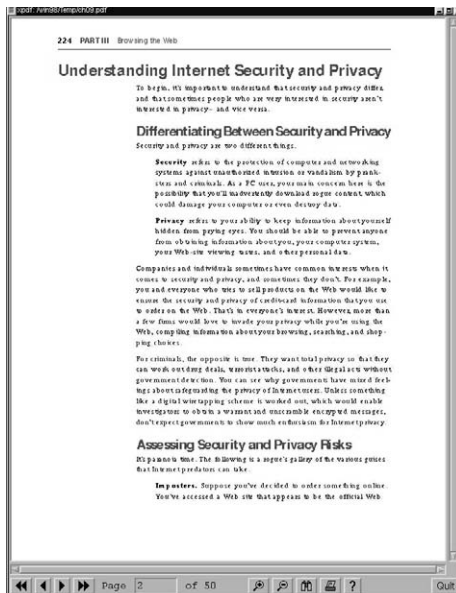 xpdf: /win98/Temp/ch09.pdf
224 PART III Browsing the Web
Understanding Internet Security and Privacy
To begin, it's important to understand that security and privacy differ,
and that sometimes people who are very interested in security aren't
interested in privacy- and vice versa.
Differentiating Between Security and Privacy
Security and privacy are two different things.
Security refers to the protection of computer and networking
systems against unauthorized intrusion or vandalism by prank-
sters and criminals. As a PC user, your main concern here is the
possibility that you'll inadvertently download rogue content, which
could damage your computer or even destroy data.
Privacy refers to your ability to keep information about yourself
hidden from prying eyes. You should be able to prevent anyone
from obtaining information about you, your computer system,
your Web-site viewing tastes, and other personal data.
Companies and individuals sometimes have common interests when it
comes to security and privacy, and sometimes they don't. For example,
you and everyone who tries to sell products on the Web would like to
ensure the security and privacy of credit-card information that you use
to order on the Web. That's in everyone's interest. However, more than
a few firms would love to invade your privacy while you're using the
Web, compiling information about your browsing, searching, and shop-
ping choices.
For criminals, the opposite is true. They want total privacy so that they
can work out drug deals, terrorist attacks, and other illegal acts without
government detection. You can see why governments have mixed feel-
ings about safeguarding the privacy of Internet users. Unless something
like a digital wiretapping scheme is worked out, which would enable
investigators to obtain a warrant and unscramble encrypted messages,
don't expect governments to show much enthusiasm for Internet privacy.
Assessing Security and Privacy Risks
It's paranoia time. The following is a rogue's gallery of the various guises
that Internet predators can take.
Imposters. Suppose you've decided to order something online.
You've accessed a Web site that appears to be the official Web
Page 2 of 50 ? Quit